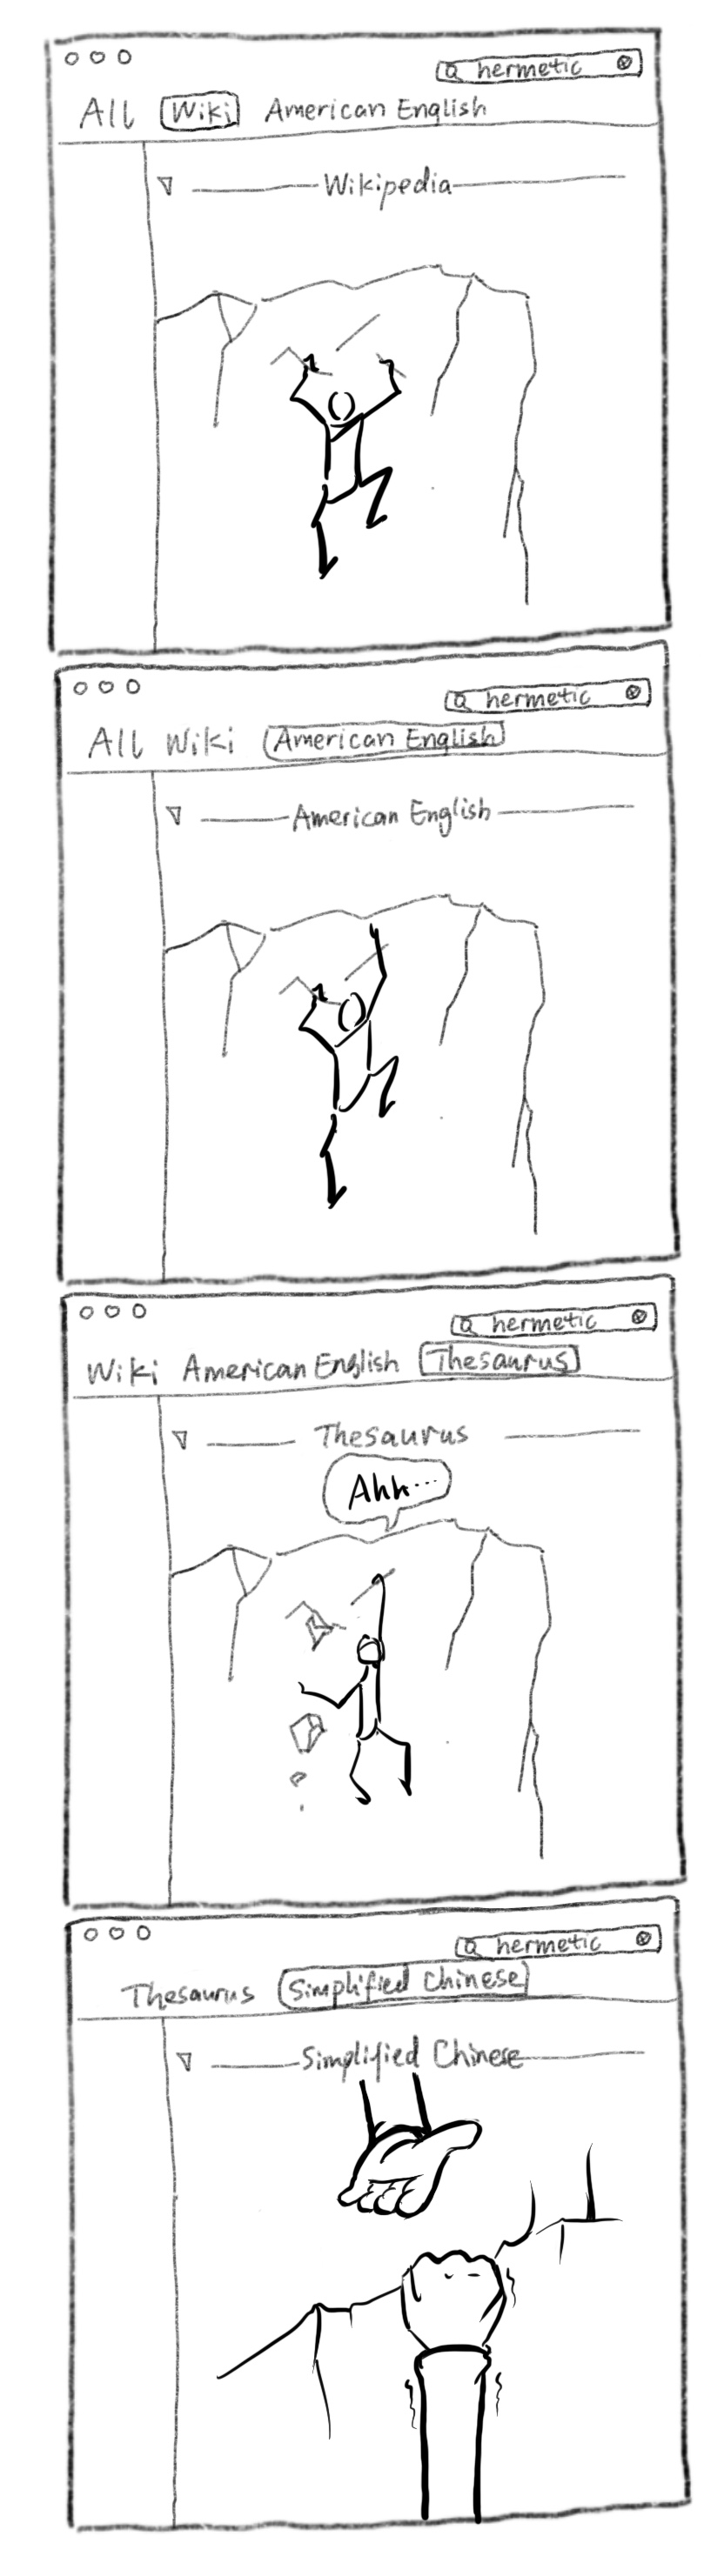 hermetic
All Wiki American English
Wikipedia
hermetic
All Wiki American English
American English
hermetic
Wiki American English Thesaurus
Thesaurus
Ahh...
hermetic
Thesaurus Simplified Chinese
Simplified Chinese